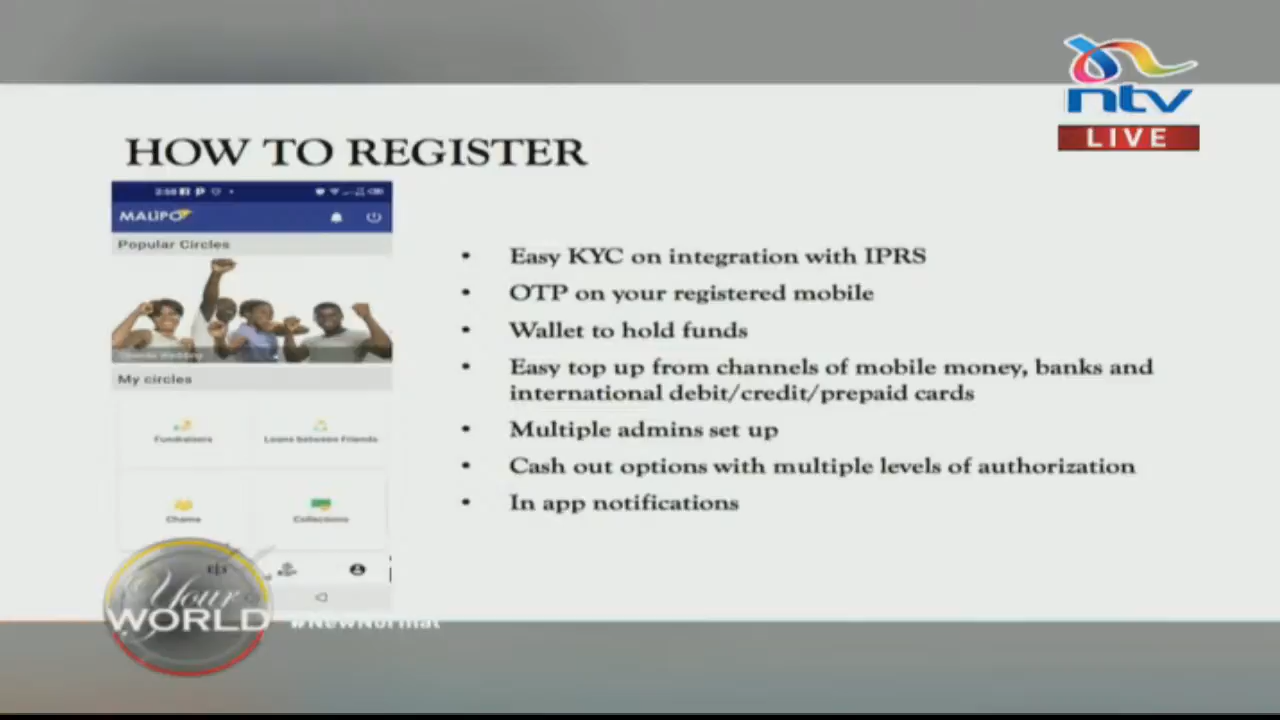 ntv
LIVE
HOW TO REGISTER
2:58
MALIPO
Popular Circles
My circles
Loans between Friends
Chama
Collections
• Easy KYC on integration with IPRS
• OTP on your registered mobile
• Wallet to hold funds
• Easy top up from channels of mobile money, banks and
international debit/credit/prepaid cards
• Multiple admins set up
• Cash out options with multiple levels of authorization
• In app notifications
Your
WORLD
#NewNormal